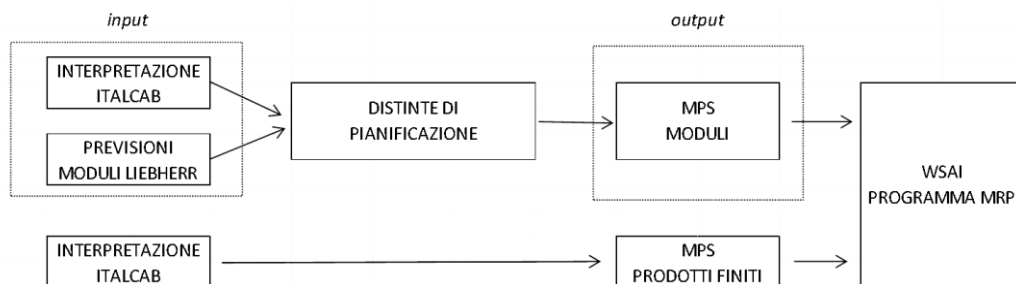 input
output
INTERPRETAZIONE
ITALCAB
PREVISIONI
MODULI LIEBHERR
DISTINTE DI
PIANIFICAZIONE
MPS
MODULI
WSAI
PROGRAMMA MRP
INTERPRETAZIONE
ITALCAB
MPS
PRODOTTI FINITI